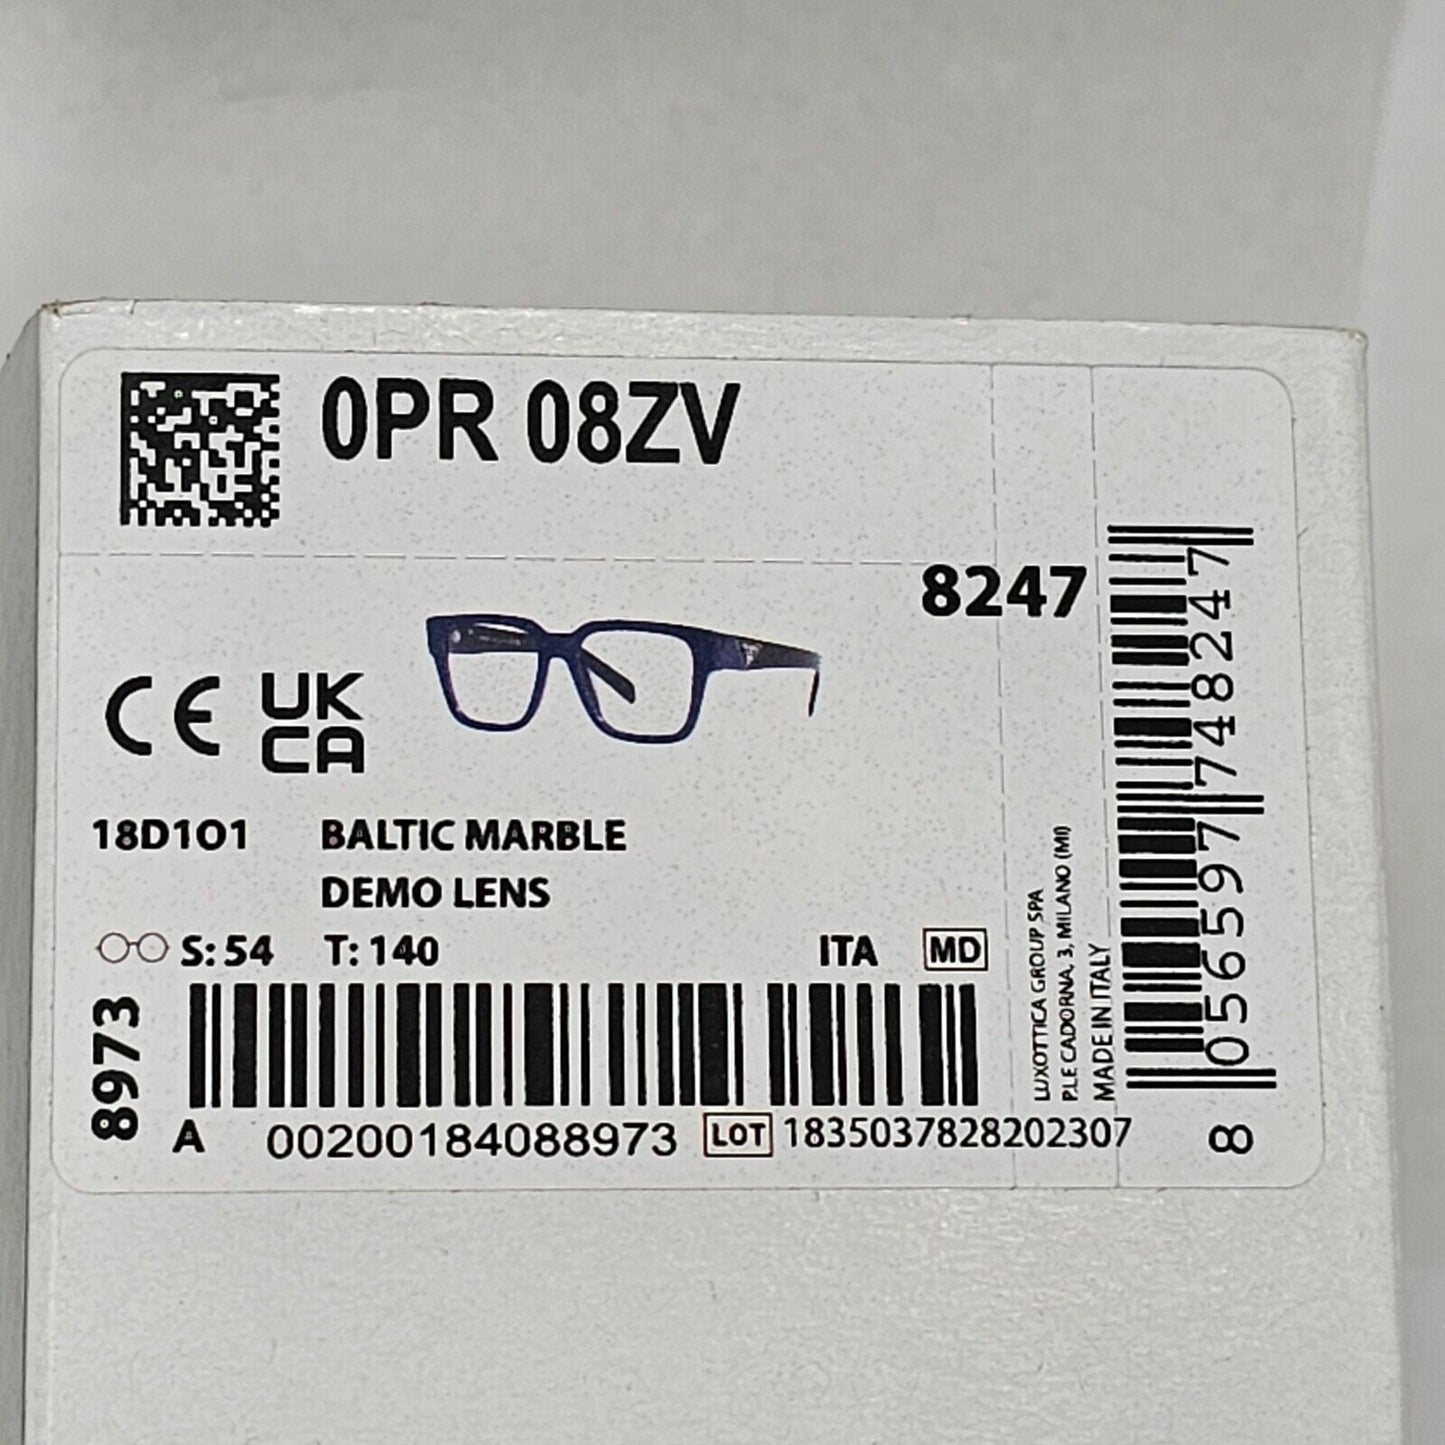 0PR 08ZV
8247
CE UK
CA
18D1O1 BALTIC MARBLE
DEMO LENS
S: 54 T: 140 ITA MD
8973
A 00200184088973 LOT 1835037828202307
LUXOTTICA GROUP SPA
P.LE CADORNA, 3, MILANO (MI)
MADE IN ITALY
8 056597 748247